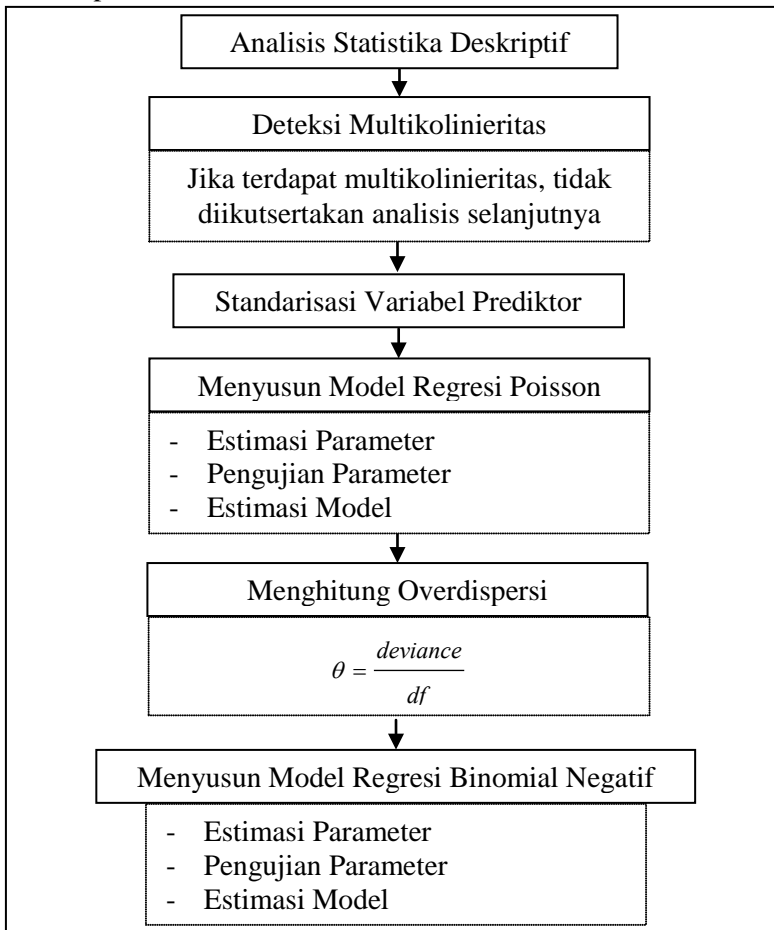 Analisis Statistika Deskriptif
Deteksi Multikolinieritas
Jika terdapat multikolinieritas, tidak
diikutsertakan analisis selanjutnya
Standarisasi Variabel Prediktor
Menyusun Model Regresi Poisson
- Estimasi Parameter
- Pengujian Parameter
- Estimasi Model
Menghitung Overdispersi
θ = deviance / df
Menyusun Model Regresi Binomial Negatif
- Estimasi Parameter
- Pengujian Parameter
- Estimasi Model